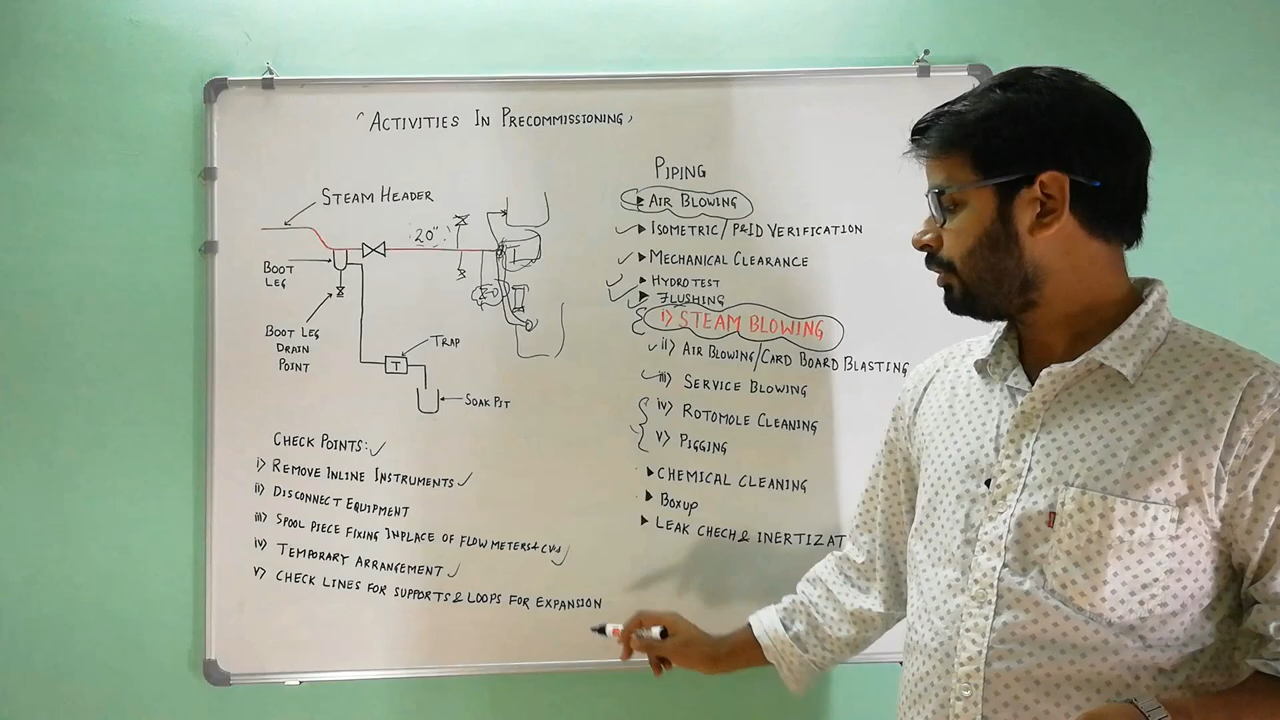 ‘ACTIVITIES IN PRECOMMISSIONING,
STEAM HEADER
20"
BOOT
LEG
BOOT LEG
DRAIN
POINT
TRAP
T
SOAK PIT
CHECK POINTS:
i> REMOVE INLINE INSTRUMENTS
ii> DISCONNECT EQUIPMENT
iii> SPOOL PIECE FIXING INPLACE OF FLOW METERS & CVs
iv> TEMPORARY ARRANGEMENT
v> CHECK LINES FOR SUPPORTS & LOOPS FOR EXPANSION
PIPING
AIR BLOWING
ISOMETRIC/P&ID VERIFICATION
MECHANICAL CLEARANCE
HYDROTEST
FLUSHING
i> STEAM BLOWING
ii> AIR BLOWING/CARD BOARD BLASTING
iii> SERVICE BLOWING
iv> ROTOMOLE CLEANING
v> PIGGING
CHEMICAL CLEANING
BOXUP
LEAK CHECH & INERTIZAT